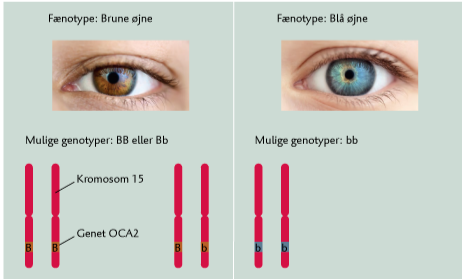 Fænotype: Brune øjne
Mulige genotyper: BB eller Bb
Kromosom 15
Genet OCA2
B B B b
Fænotype: Blå øjne
Mulige genotyper: bb
b b